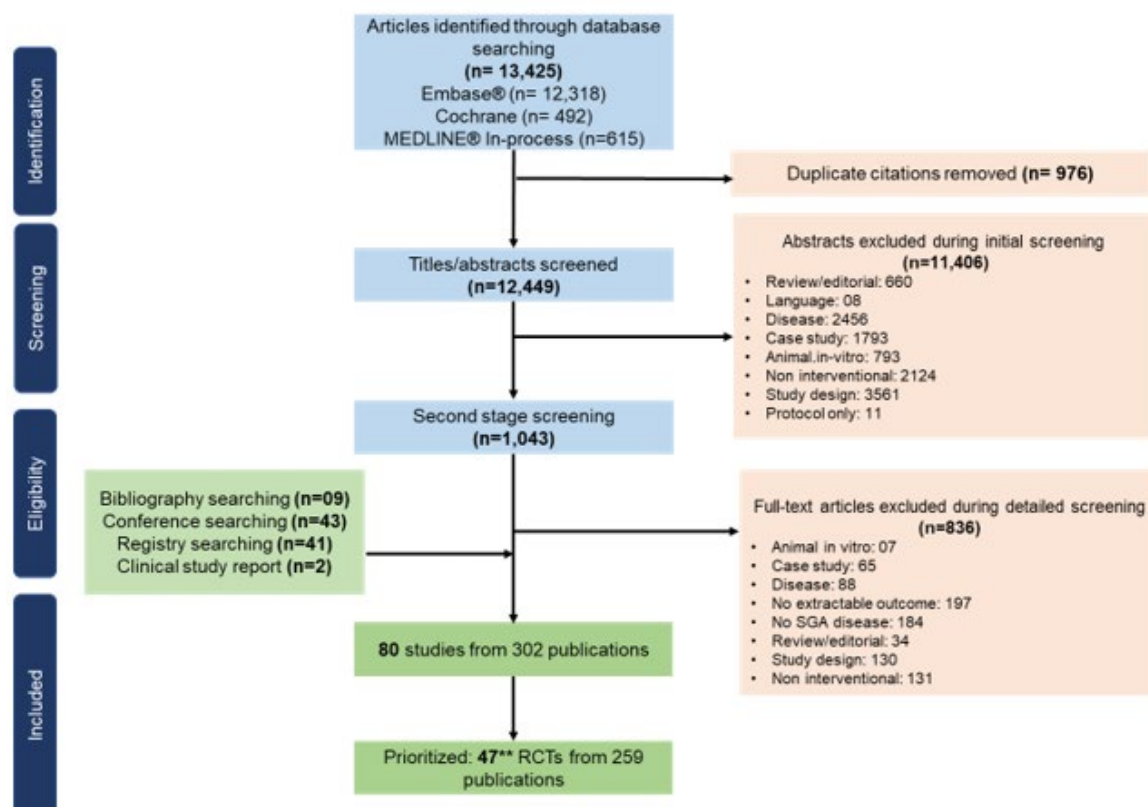 Identification
Articles identified through database
searching
(n= 13,425)
Embase® (n= 12,318)
Cochrane (n= 492)
MEDLINE® In-process (n=615)
Duplicate citations removed (n= 976)
Screening
Titles/abstracts screened
(n=12,449)
Abstracts excluded during initial screening
(n=11,406)
• Review/editorial: 660
• Language: 08
• Disease: 2456
• Case study: 1793
• Animal.in-vitro: 793
• Non interventional: 2124
• Study design: 3561
• Protocol only: 11
Eligibility
Second stage screening
(n=1,043)
Bibliography searching (n=09)
Conference searching (n=43)
Registry searching (n=41)
Clinical study report (n=2)
Full-text articles excluded during detailed screening
(n=836)
• Animal in vitro: 07
• Case study: 65
• Disease: 88
• No extractable outcome: 197
• No SGA disease: 184
• Review/editorial: 34
• Study design: 130
• Non interventional: 131
Included
80 studies from 302 publications
Prioritized: 47** RCTs from 259
publications